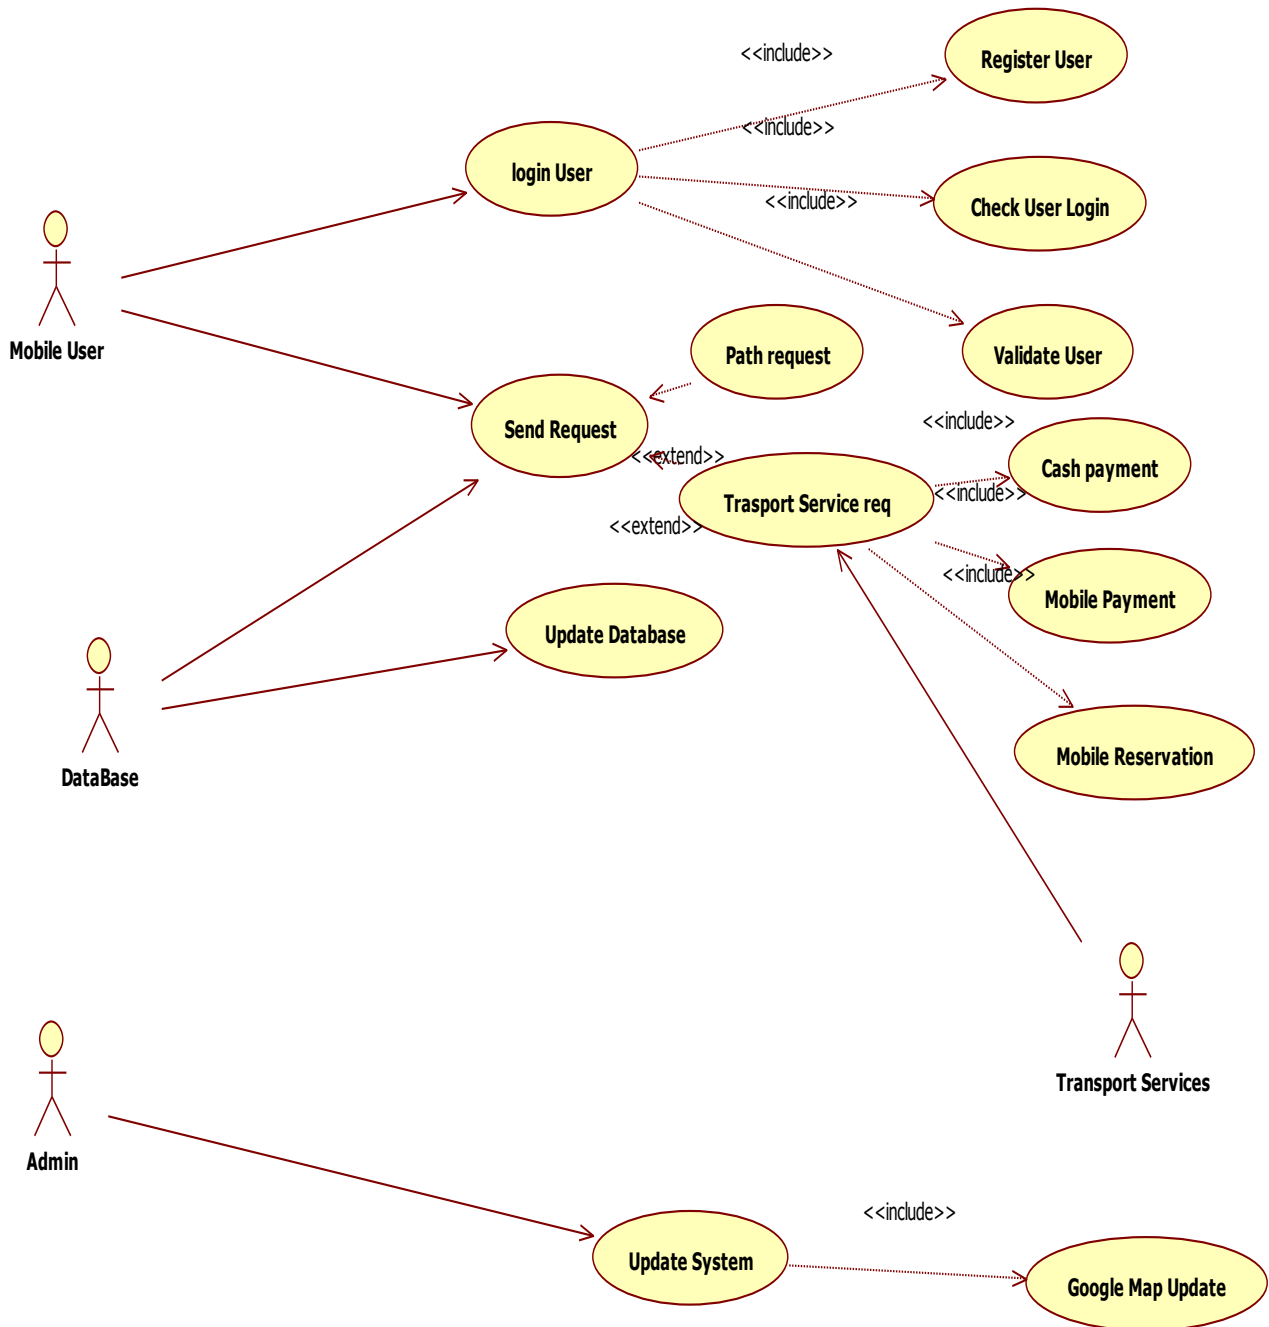 <<include>>
Register User
<<include>>
login User
<<include>>
Check User Login
Mobile User
Path request
Validate User
<<include>>
Send Request
<<extend>>
Cash payment
<<include>>
Trasport Service req
<<extend>>
<<include>>
Mobile Payment
Update Database
Mobile Reservation
DataBase
Transport Services
Admin
<<include>>
Update System
Google Map Update